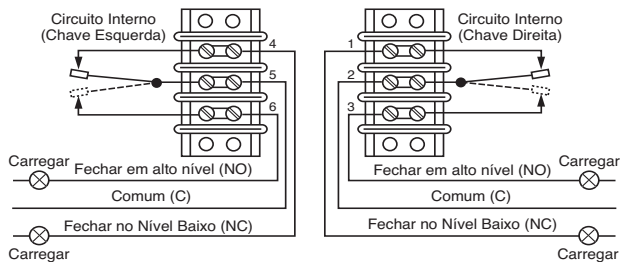 Circuito Interno
(Chave Esquerda)
4
5
6
Carregar
Fechar em alto nível (NO)
Comum (C)
Fechar no Nível Baixo (NC)
Carregar
Circuito Interno
(Chave Direita)
1
2
3
Carregar
Fechar em alto nível (NO)
Comum (C)
Fechar no Nível Baixo (NC)
Carregar